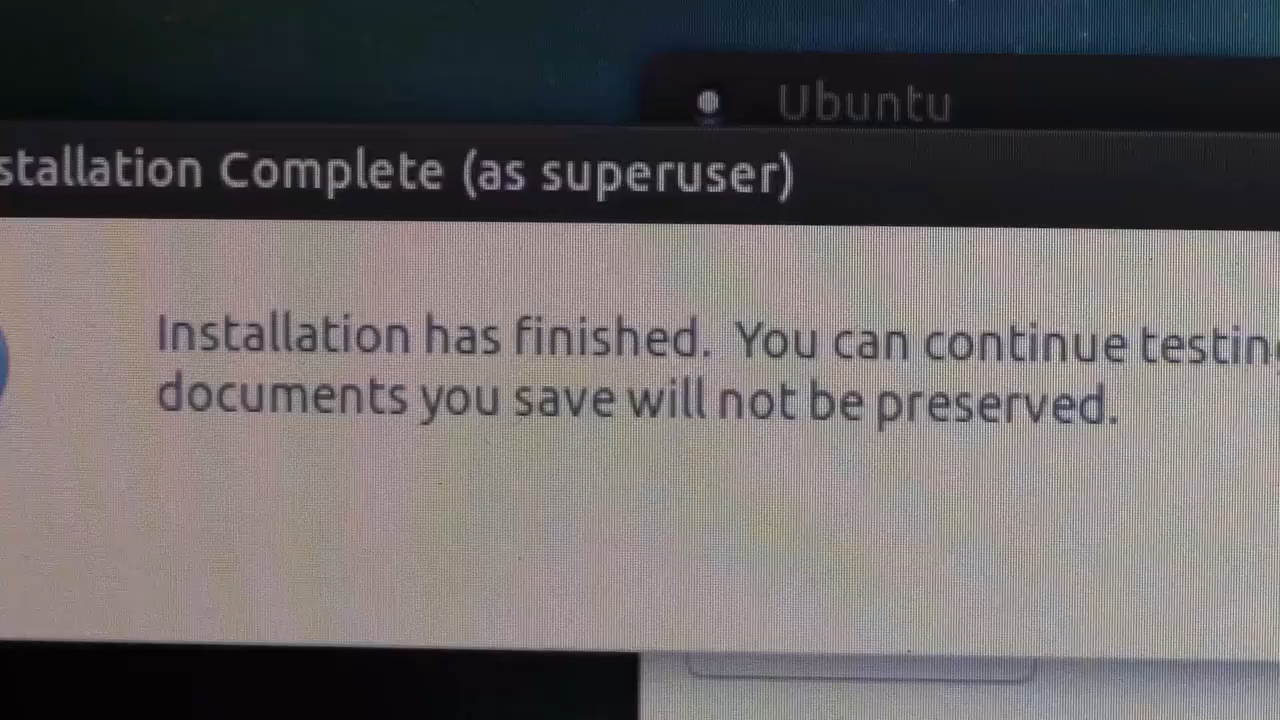 Ubuntu
stallation Complete (as superuser)
Installation has finished. You can continue testin
documents you save will not be preserved.